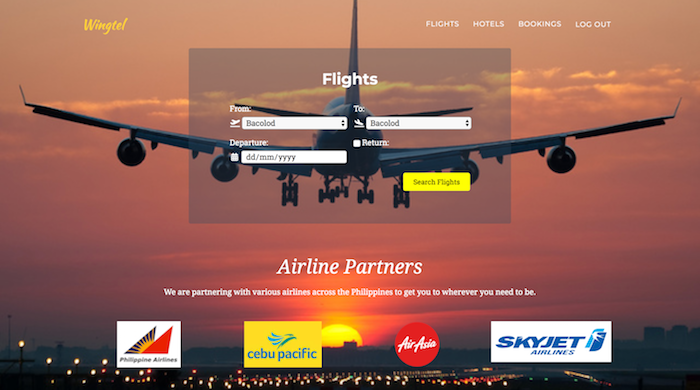 Wingtel
FLIGHTS HOTELS BOOKINGS LOG OUT
Flights
From: To:
Bacolod Bacolod
Departure: Return:
dd/mm/yyyy
Search Flights
Airline Partners
We are partnering with various airlines across the Philippines to get you to wherever you need to be.
Philippine Airlines
cebu pacific
AirAsia
SKYJET
AIRLINES